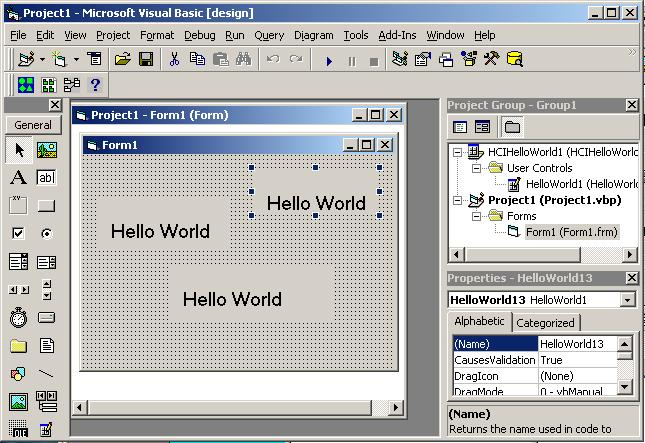 Project1 - Microsoft Visual Basic [design]
File Edit View Project Format Debug Run Query Diagram Tools Add-Ins Window Help
General
A
ab|
xv
OLE
Project1 - Form1 (Form)
Form1
Hello World
Hello World
Hello World
Project Group - Group1
HCIHelloWorld1 (HCIHelloWorld
User Controls
HelloWorld1 (HelloWorld
Project1 (Project1.vbp)
Forms
Form1 (Form1.frm)
Properties - HelloWorld13
HelloWorld13 HelloWorld1
Alphabetic Categorized
(Name) HelloWorld13
CausesValidation True
DragIcon (None)
DragMode 0 - vbManual
(Name)
Returns the name used in code to